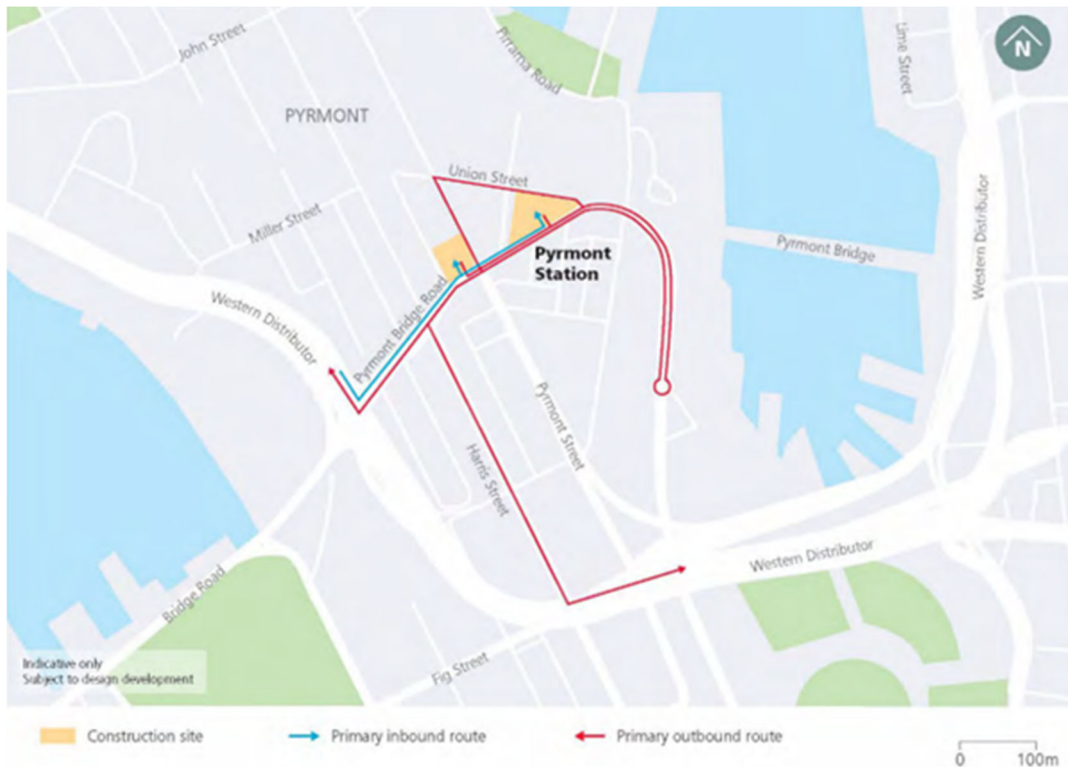 John Street
Pirrama Road
Lime Street
N
PYRMONT
Union Street
Miller Street
Western Distributor
Pyrmont Bridge
Pyrmont
Station
Western Distributor
Pyrmont Bridge Road
Pyrmont Street
Harris Street
Western Distributor
Bridge Road
Fig Street
Indicative only
Subject to design development
Construction site
Primary inbound route
Primary outbound route
0 100m